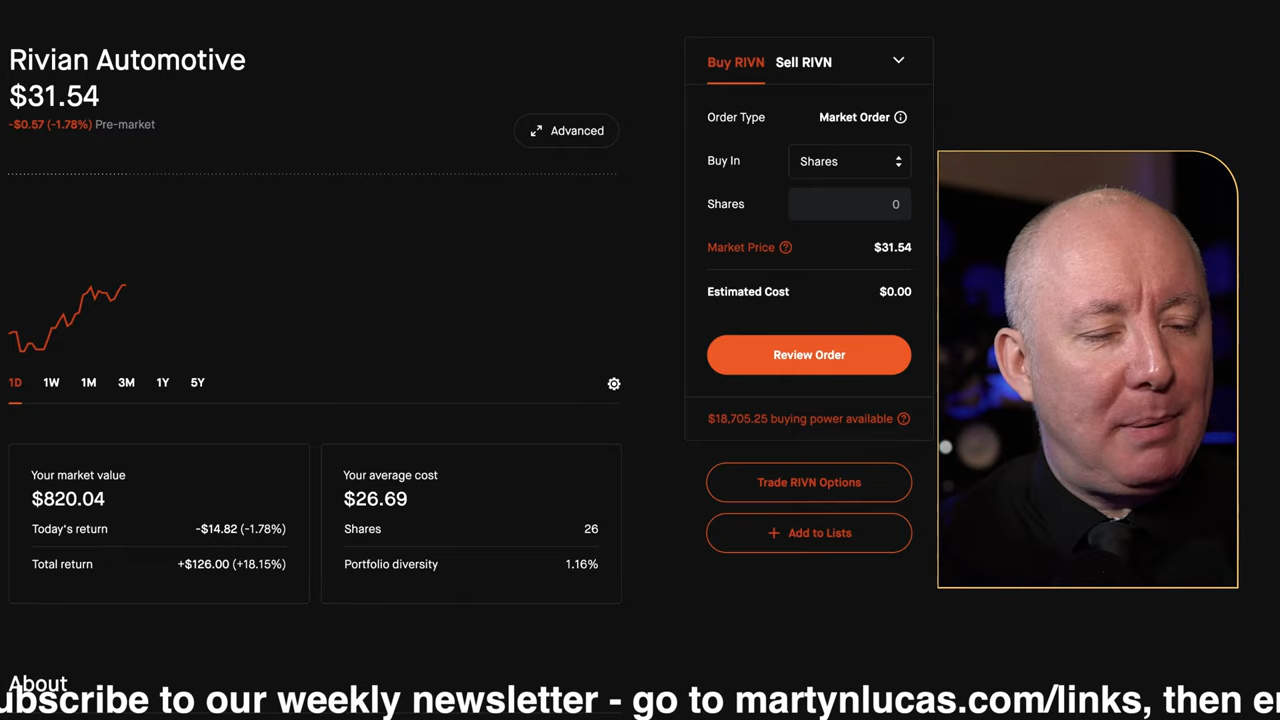 Rivian Automotive
$31.54
-$0.57 (-1.78%) Pre-market
Advanced
1D 1W 1M 3M 1Y 5Y
Your market value
$820.04
Today's return -$14.82 (-1.78%)
Total return +$126.00 (+18.15%)
Your average cost
$26.69
Shares 26
Portfolio diversity 1.16%
Buy RIVN Sell RIVN
Order Type Market Order
Buy In Shares
Shares 0
Market Price $31.54
Estimated Cost $0.00
Review Order
$18,705.25 buying power available
Trade RIVN Options
+ Add to Lists
About
ubscribe to our weekly newsletter - go to martynlucas.com/links, then en